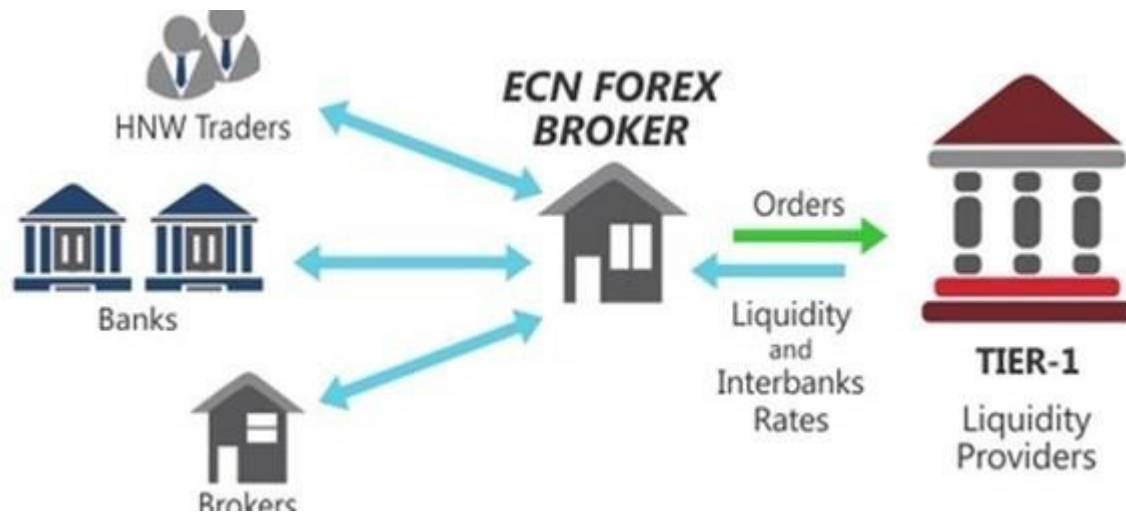 HNW Traders
ECN FOREX
BROKER
Orders
Banks
Liquidity
and
Interbanks
Rates
TIER-1
Liquidity
Providers
Brokers